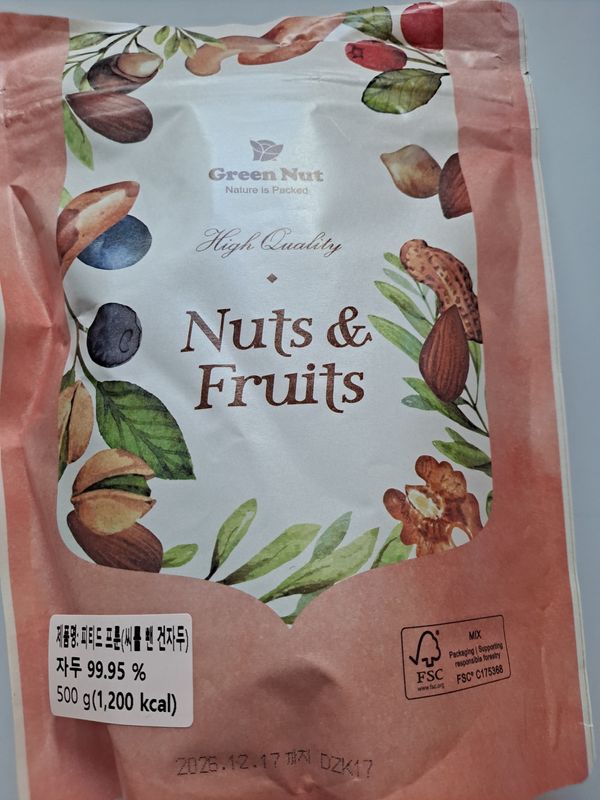 Green Nut
Nature is Packed
High Quality
Nuts &
Fruits
제품명: 피티드 프룬(씨를 뺀 건자두)
자두 99.95 %
500 g(1,200 kcal)
FSC
www.fsc.org
MIX
Packaging | Supporting
responsible forestry
FSC® C175368
2026.12.17 까지 DZK17